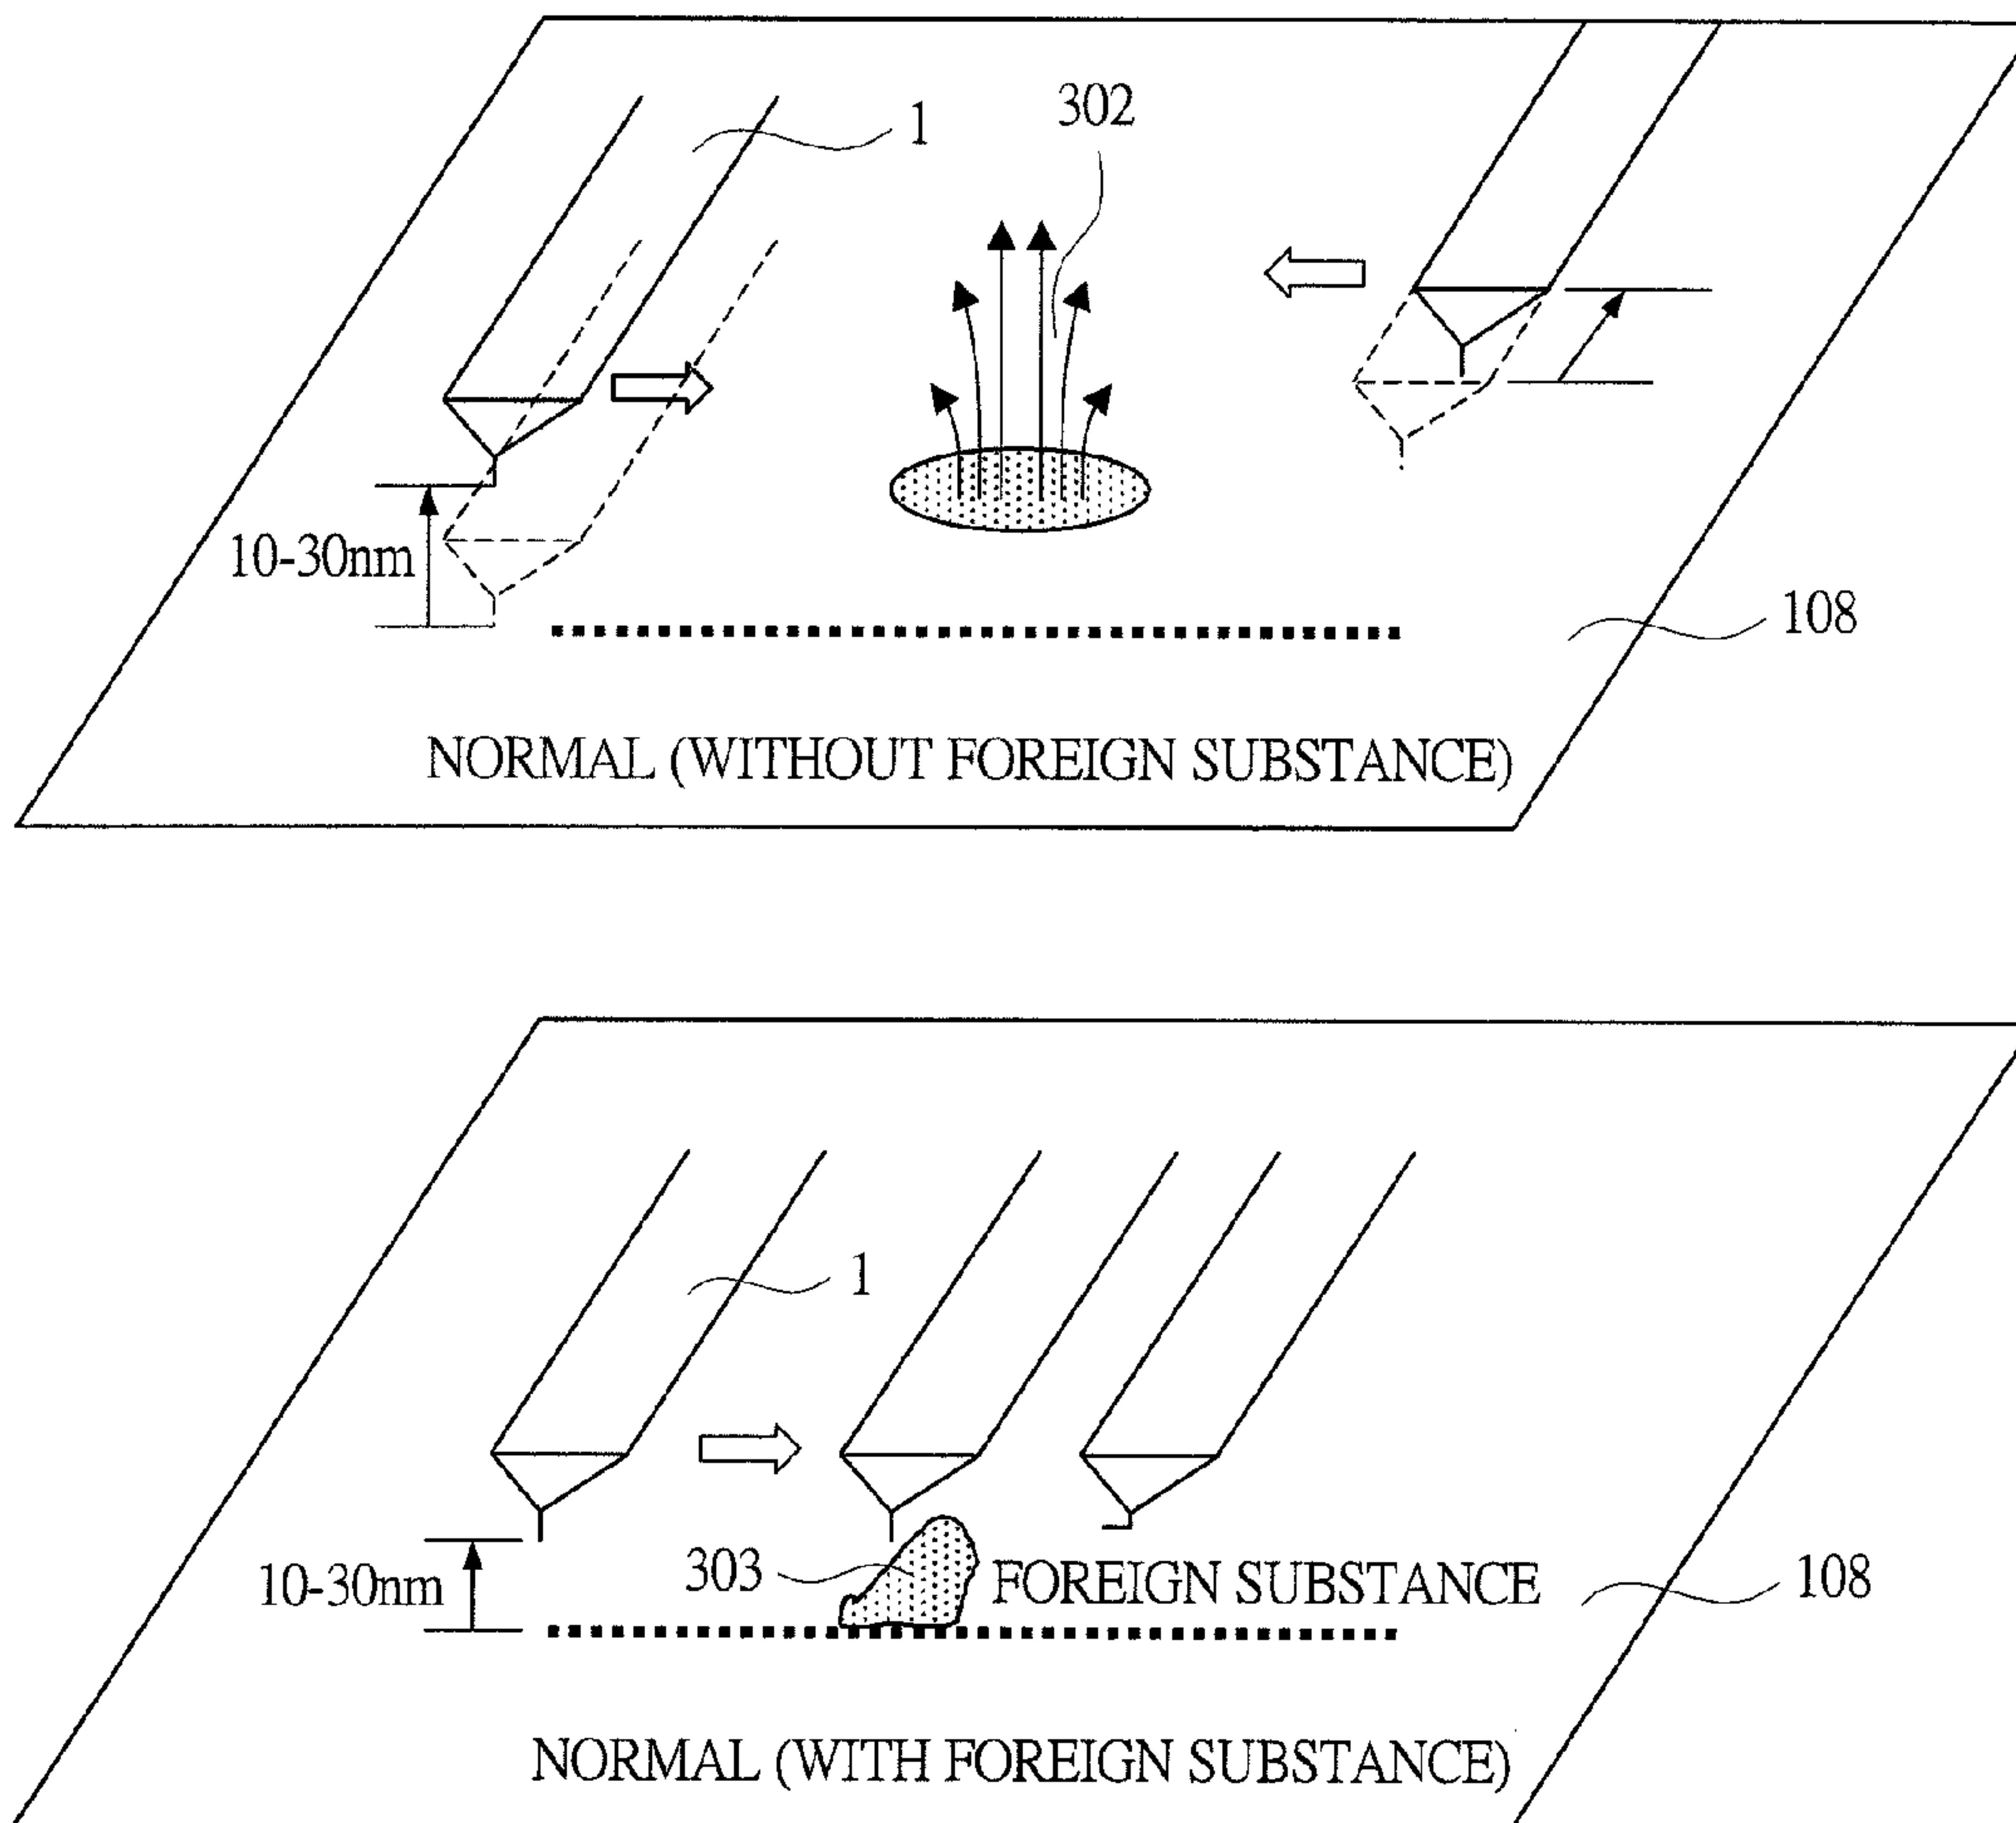 302
1
10-30nm
108
NORMAL (WITHOUT FOREIGN SUBSTANCE)
1
10-30nm
303
FOREIGN SUBSTANCE
108
NORMAL (WITH FOREIGN SUBSTANCE)